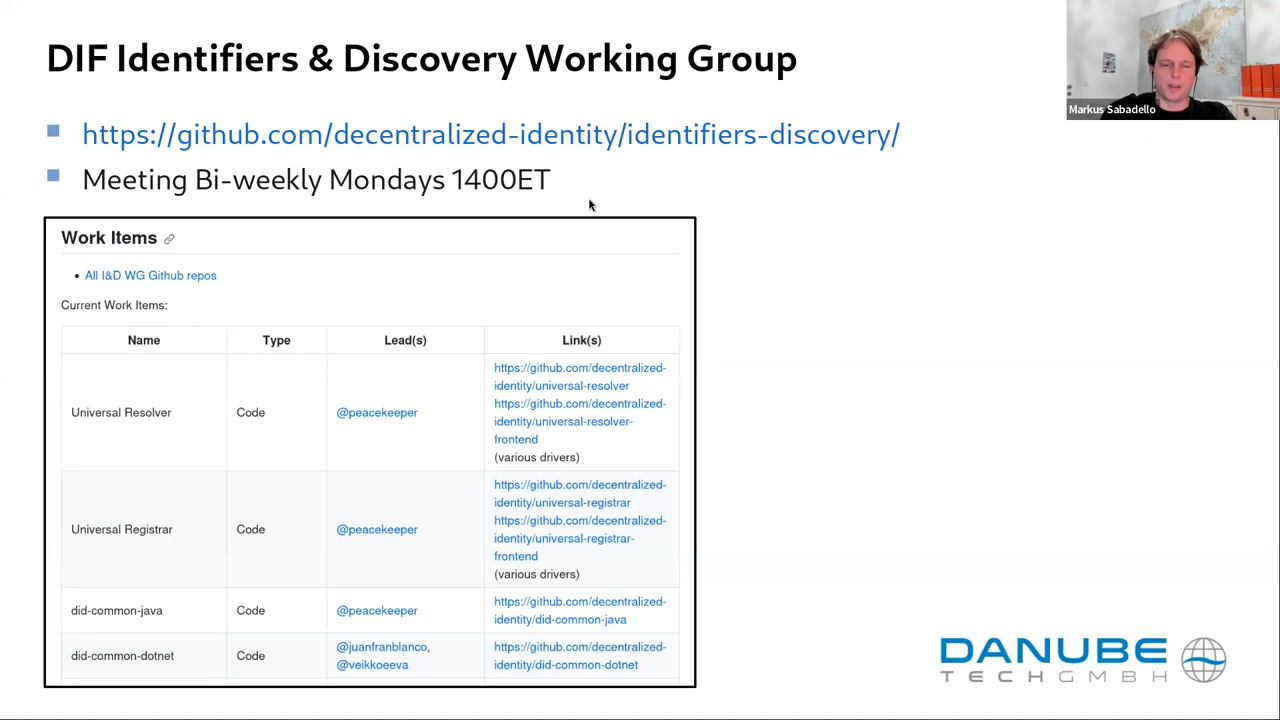 DIF Identifiers & Discovery Working Group
https://github.com/decentralized-identity/identifiers-discovery/
Meeting Bi-weekly Mondays 1400ET
Markus Sabadello
Work Items
All I&D WG Github repos
Current Work Items:
Name Type Lead(s) Link(s)
Universal Resolver Code @peacekeeper
https://github.com/decentralized-
identity/universal-resolver
https://github.com/decentralized-
identity/universal-resolver-
frontend
(various drivers)
Universal Registrar Code @peacekeeper
https://github.com/decentralized-
identity/universal-registrar
https://github.com/decentralized-
identity/universal-registrar-
frontend
(various drivers)
did-common-java Code @peacekeeper
https://github.com/decentralized-
identity/did-common-java
did-common-dotnet Code
@juanfranblanco,
@veikkoeeva
https://github.com/decentralized-
identity/did-common-dotnet
DANUBE
TECH GMBH